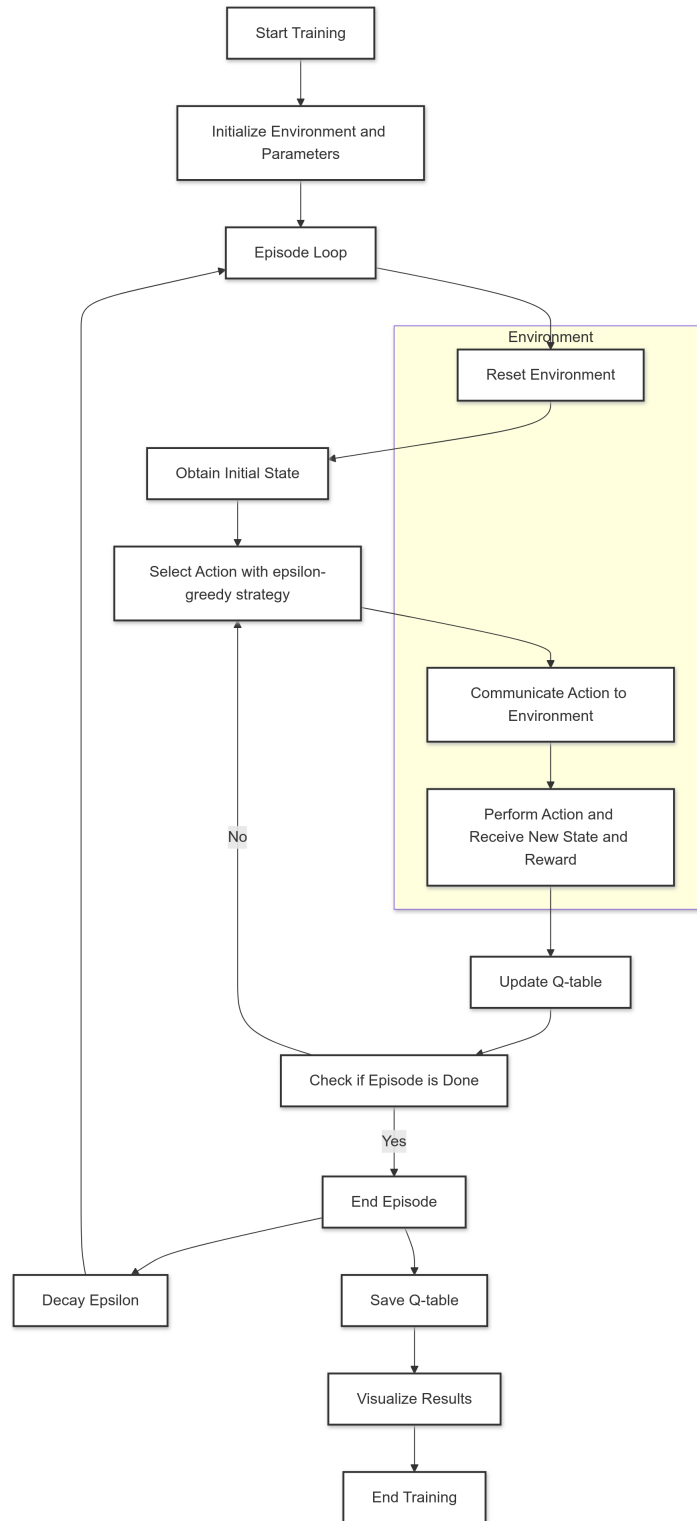 Start Training
Initialize Environment and
Parameters
Episode Loop
Environment
Reset Environment
Obtain Initial State
Select Action with epsilon-
greedy strategy
Communicate Action to
Environment
Perform Action and
Receive New State and
Reward
No
Update Q-table
Check if Episode is Done
Yes
End Episode
Decay Epsilon
Save Q-table
Visualize Results
End Training